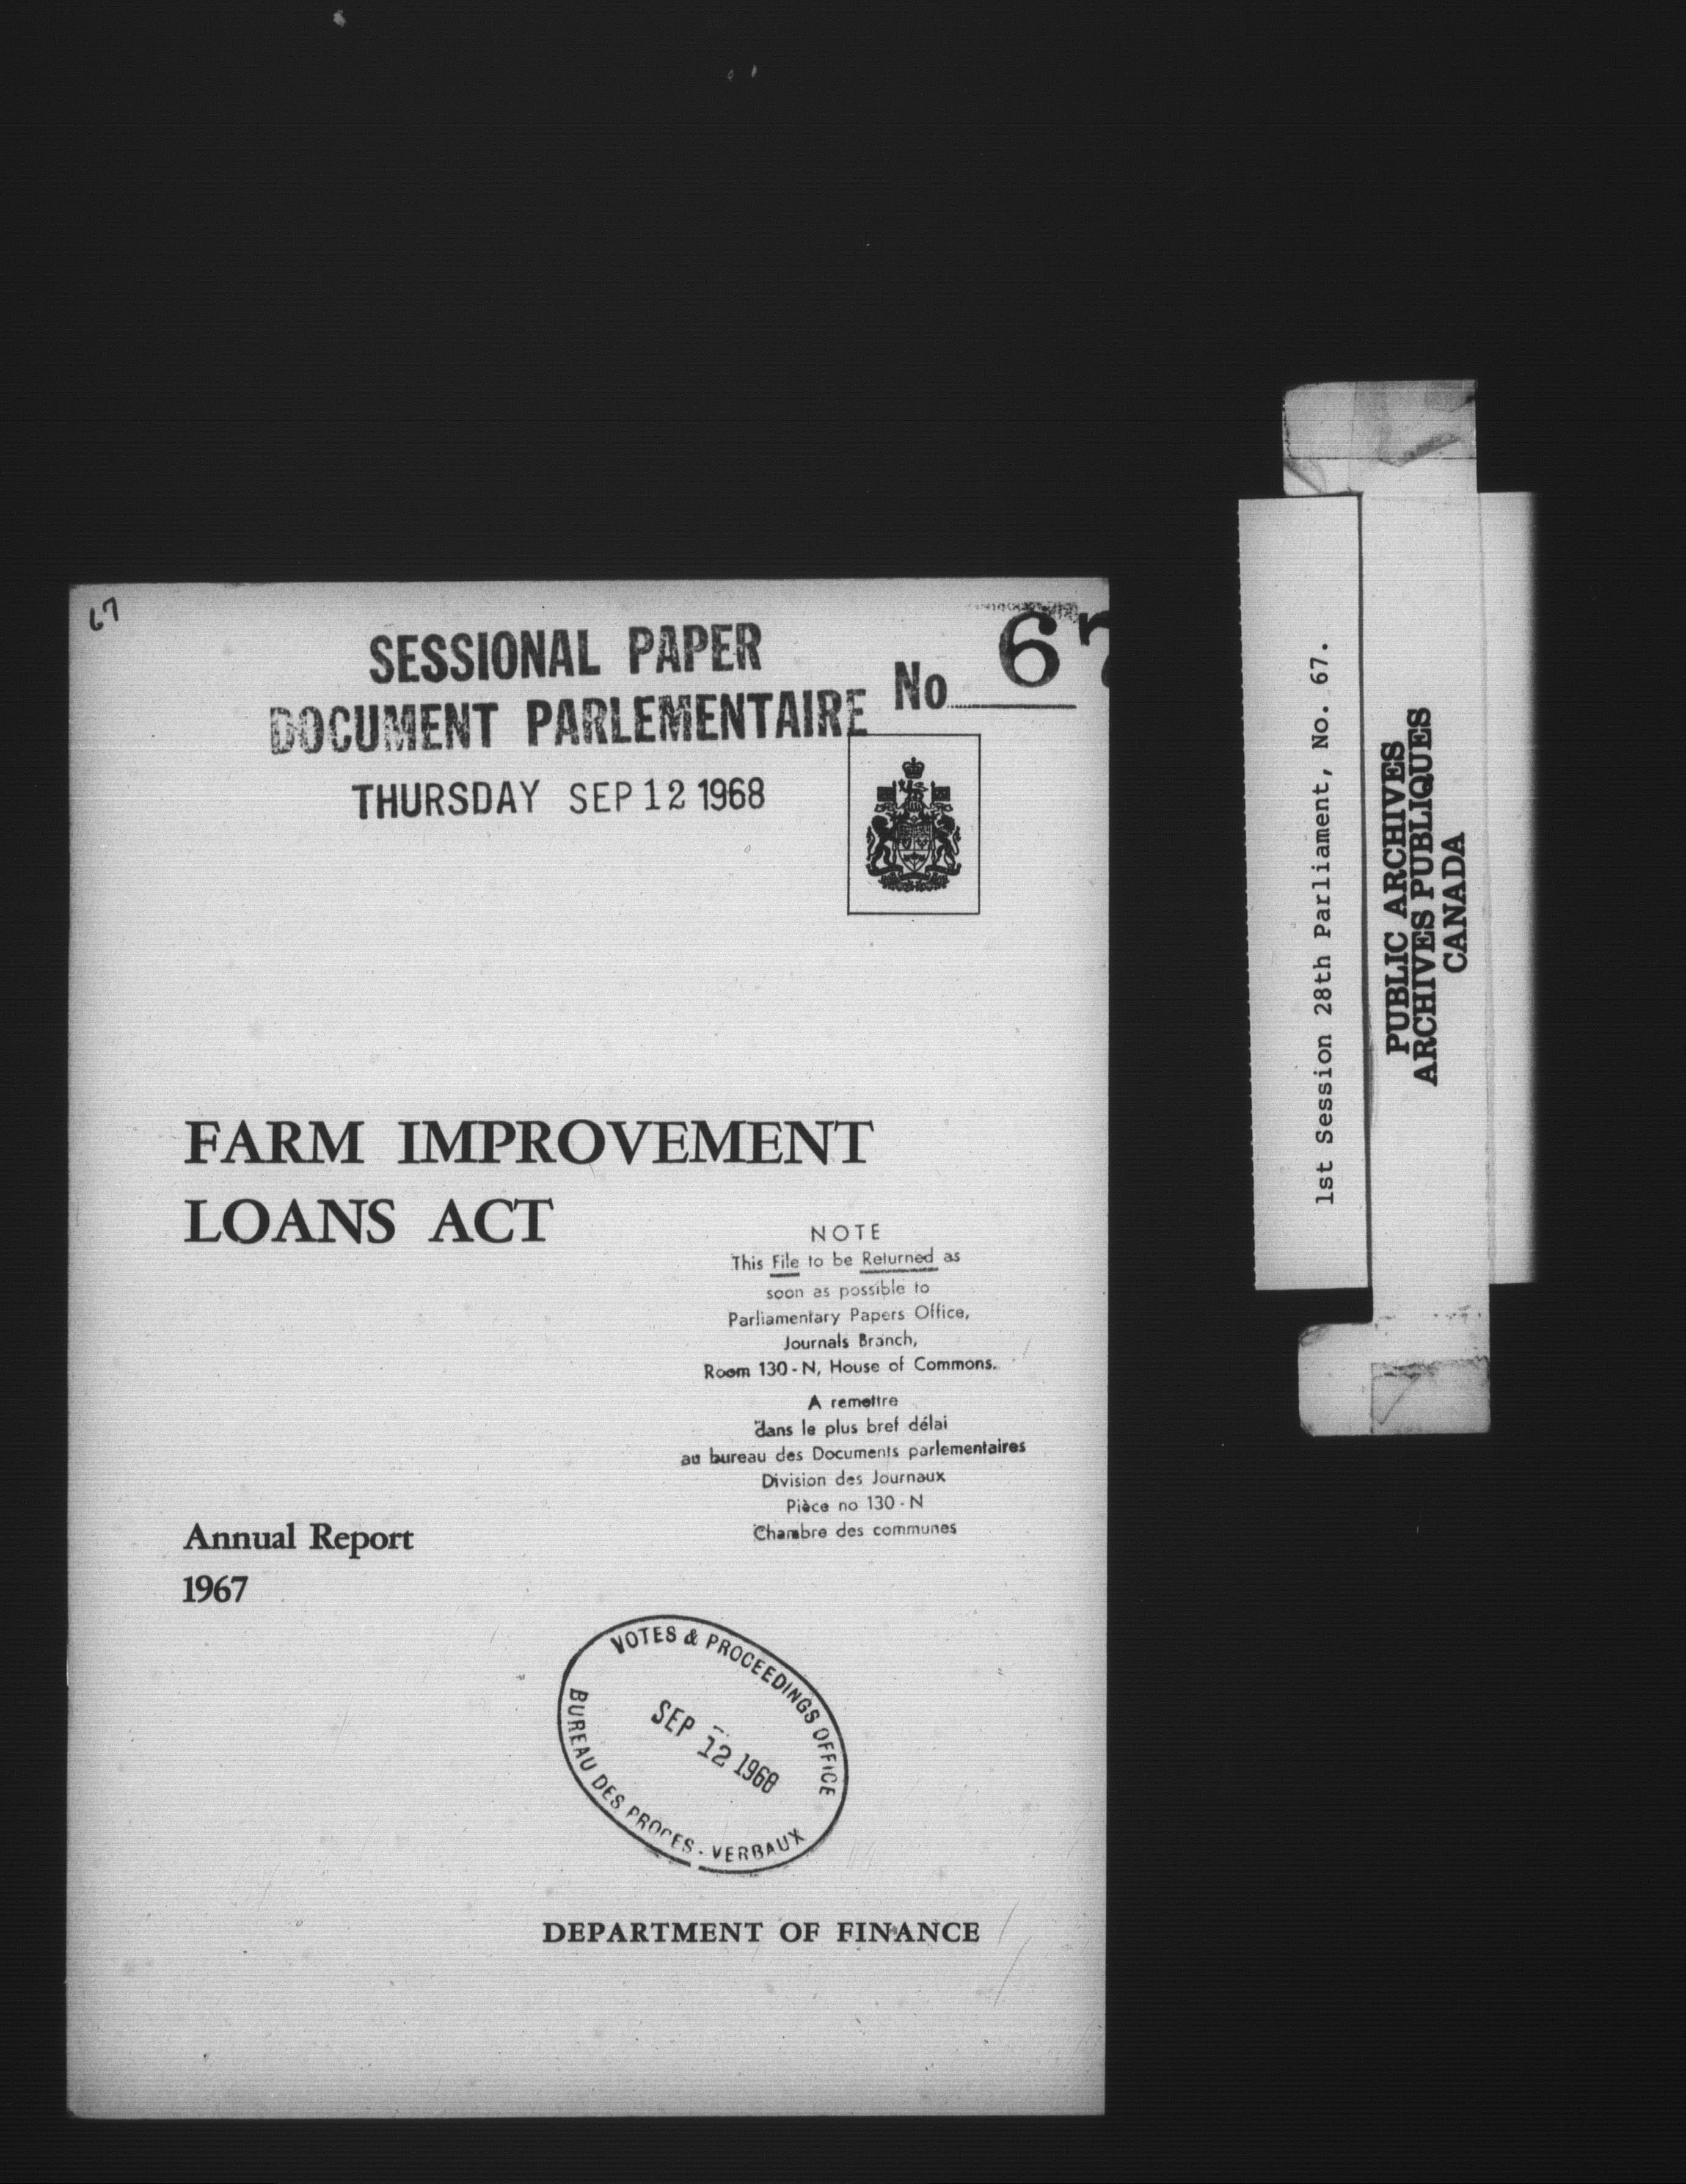 67
SESSIONAL PAPER
DOCUMENT PARLEMENTAIRE No 67
THURSDAY SEP 12 1968
FARM IMPROVEMENT
LOANS ACT
NOTE
This File to be Returned as
soon as possible to
Parliamentary Papers Office,
Journals Branch,
Room 130-N, House of Commons.
A remettre
dans le plus bref délai
au bureau des Documents parlementaires
Division des Journaux
Pièce no 130-N
Chambre des communes
Annual Report
1967
VOTES & PROCEEDINGS OFFICE
SEP 12 1968
BUREAU DES PROCES-VERBAUX
DEPARTMENT OF FINANCE
1st Session 28th Parliament, No. 67.
PUBLIC ARCHIVES
ARCHIVES PUBLIQUES
CANADA